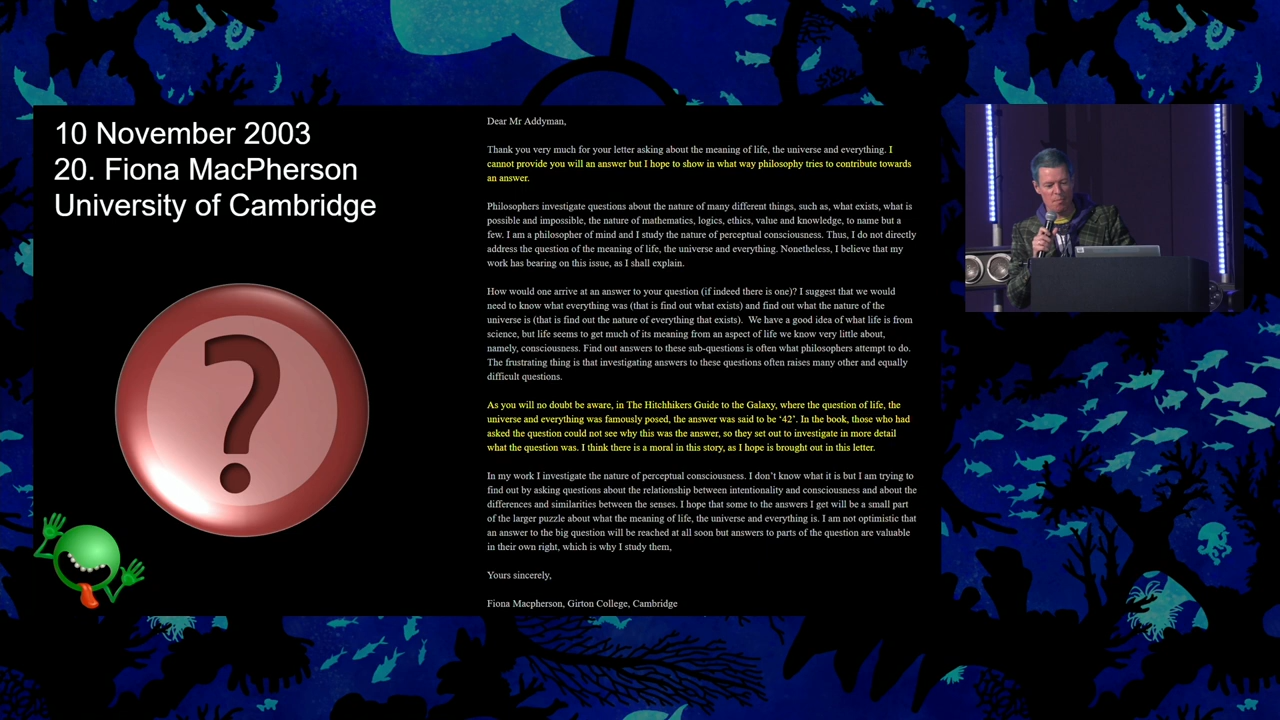 10 November 2003
20. Fiona MacPherson
University of Cambridge
?
Dear Mr Addyman,
Thank you very much for your letter asking about the meaning of life, the universe and everything. I
cannot provide you will an answer but I hope to show in what way philosophy tries to contribute towards
an answer.
Philosophers investigate questions about the nature of many different things, such as, what exists, what is
possible and impossible, the nature of mathematics, logics, ethics, value and knowledge, to name but a
few. I am a philosopher of mind and I study the nature of perceptual consciousness. Thus, I do not directly
address the question of the meaning of life, the universe and everything. Nonetheless, I believe that my
work has bearing on this issue, as I shall explain.
How would one arrive at an answer to your question (if indeed there is one)? I suggest that we would
need to know what everything was (that is find out what exists) and find out what the nature of the
universe is (that is find out the nature of everything that exists).  We have a good idea of what life is from
science, but life seems to get much of its meaning from an aspect of life we know very little about,
namely, consciousness. Find out answers to these sub-questions is often what philosophers attempt to do.
The frustrating thing is that investigating answers to these questions often raises many other and equally
difficult questions.
As you will no doubt be aware, in The Hitchhikers Guide to the Galaxy, where the question of life, the
universe and everything was famously posed, the answer was said to be ‘42’. In the book, those who had
asked the question could not see why this was the answer, so they set out to investigate in more detail
what the question was. I think there is a moral in this story, as I hope is brought out in this letter.
In my work I investigate the nature of perceptual consciousness. I don’t know what it is but I am trying to
find out by asking questions about the relationship between intentionality and consciousness and about the
differences and similarities between the senses. I hope that some to the answers I get will be a small part
of the larger puzzle about what the meaning of life, the universe and everything is. I am not optimistic that
an answer to the big question will be reached at all soon but answers to parts of the question are valuable
in their own right, which is why I study them,
Yours sincerely,
Fiona Macpherson, Girton College, Cambridge